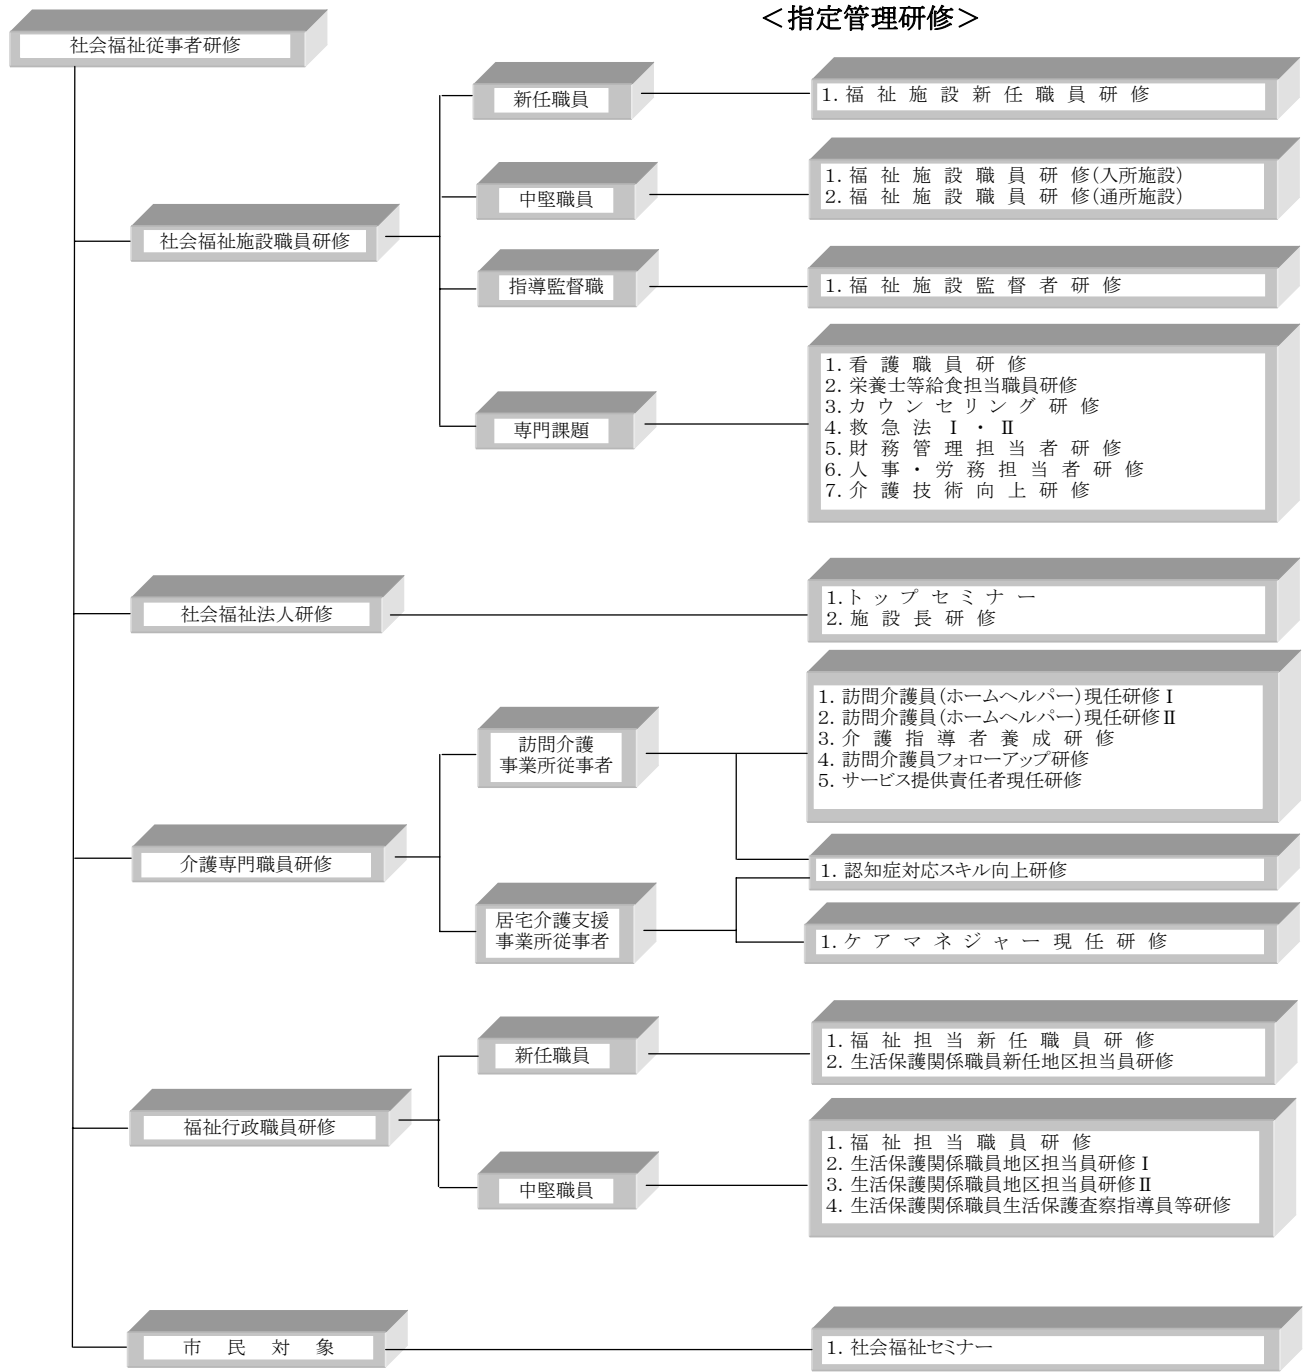 ＜指定管理研修＞
社会福祉従事者研修
社会福祉施設職員研修
新任職員
1. 福祉施設新任職員研修
中堅職員
1. 福祉施設職員研修(入所施設)
2. 福祉施設職員研修(通所施設)
指導監督職
1. 福祉施設監督者研修
専門課題
1. 看護職員研修
2. 栄養士等給食担当職員研修
3. カウンセリング研修
4. 救急法Ⅰ・Ⅱ
5. 財務管理担当者研修
6. 人事・労務担当者研修
7. 介護技術向上研修
社会福祉法人研修
1. トップセミナー
2. 施設長研修
介護専門職員研修
訪問介護
事業所従事者
1. 訪問介護員(ホームヘルパー)現任研修Ⅰ
2. 訪問介護員(ホームヘルパー)現任研修Ⅱ
3. 介護指導者養成研修
4. 訪問介護員フォローアップ研修
5. サービス提供責任者現任研修
1. 認知症対応スキル向上研修
居宅介護支援
事業所従事者
1. ケアマネジャー現任研修
福祉行政職員研修
新任職員
1. 福祉担当新任職員研修
2. 生活保護関係職員新任地区担当員研修
中堅職員
1. 福祉担当職員研修
2. 生活保護関係職員地区担当員研修Ⅰ
3. 生活保護関係職員地区担当員研修Ⅱ
4. 生活保護関係職員生活保護査察指導員等研修
市民対象
1. 社会福祉セミナー